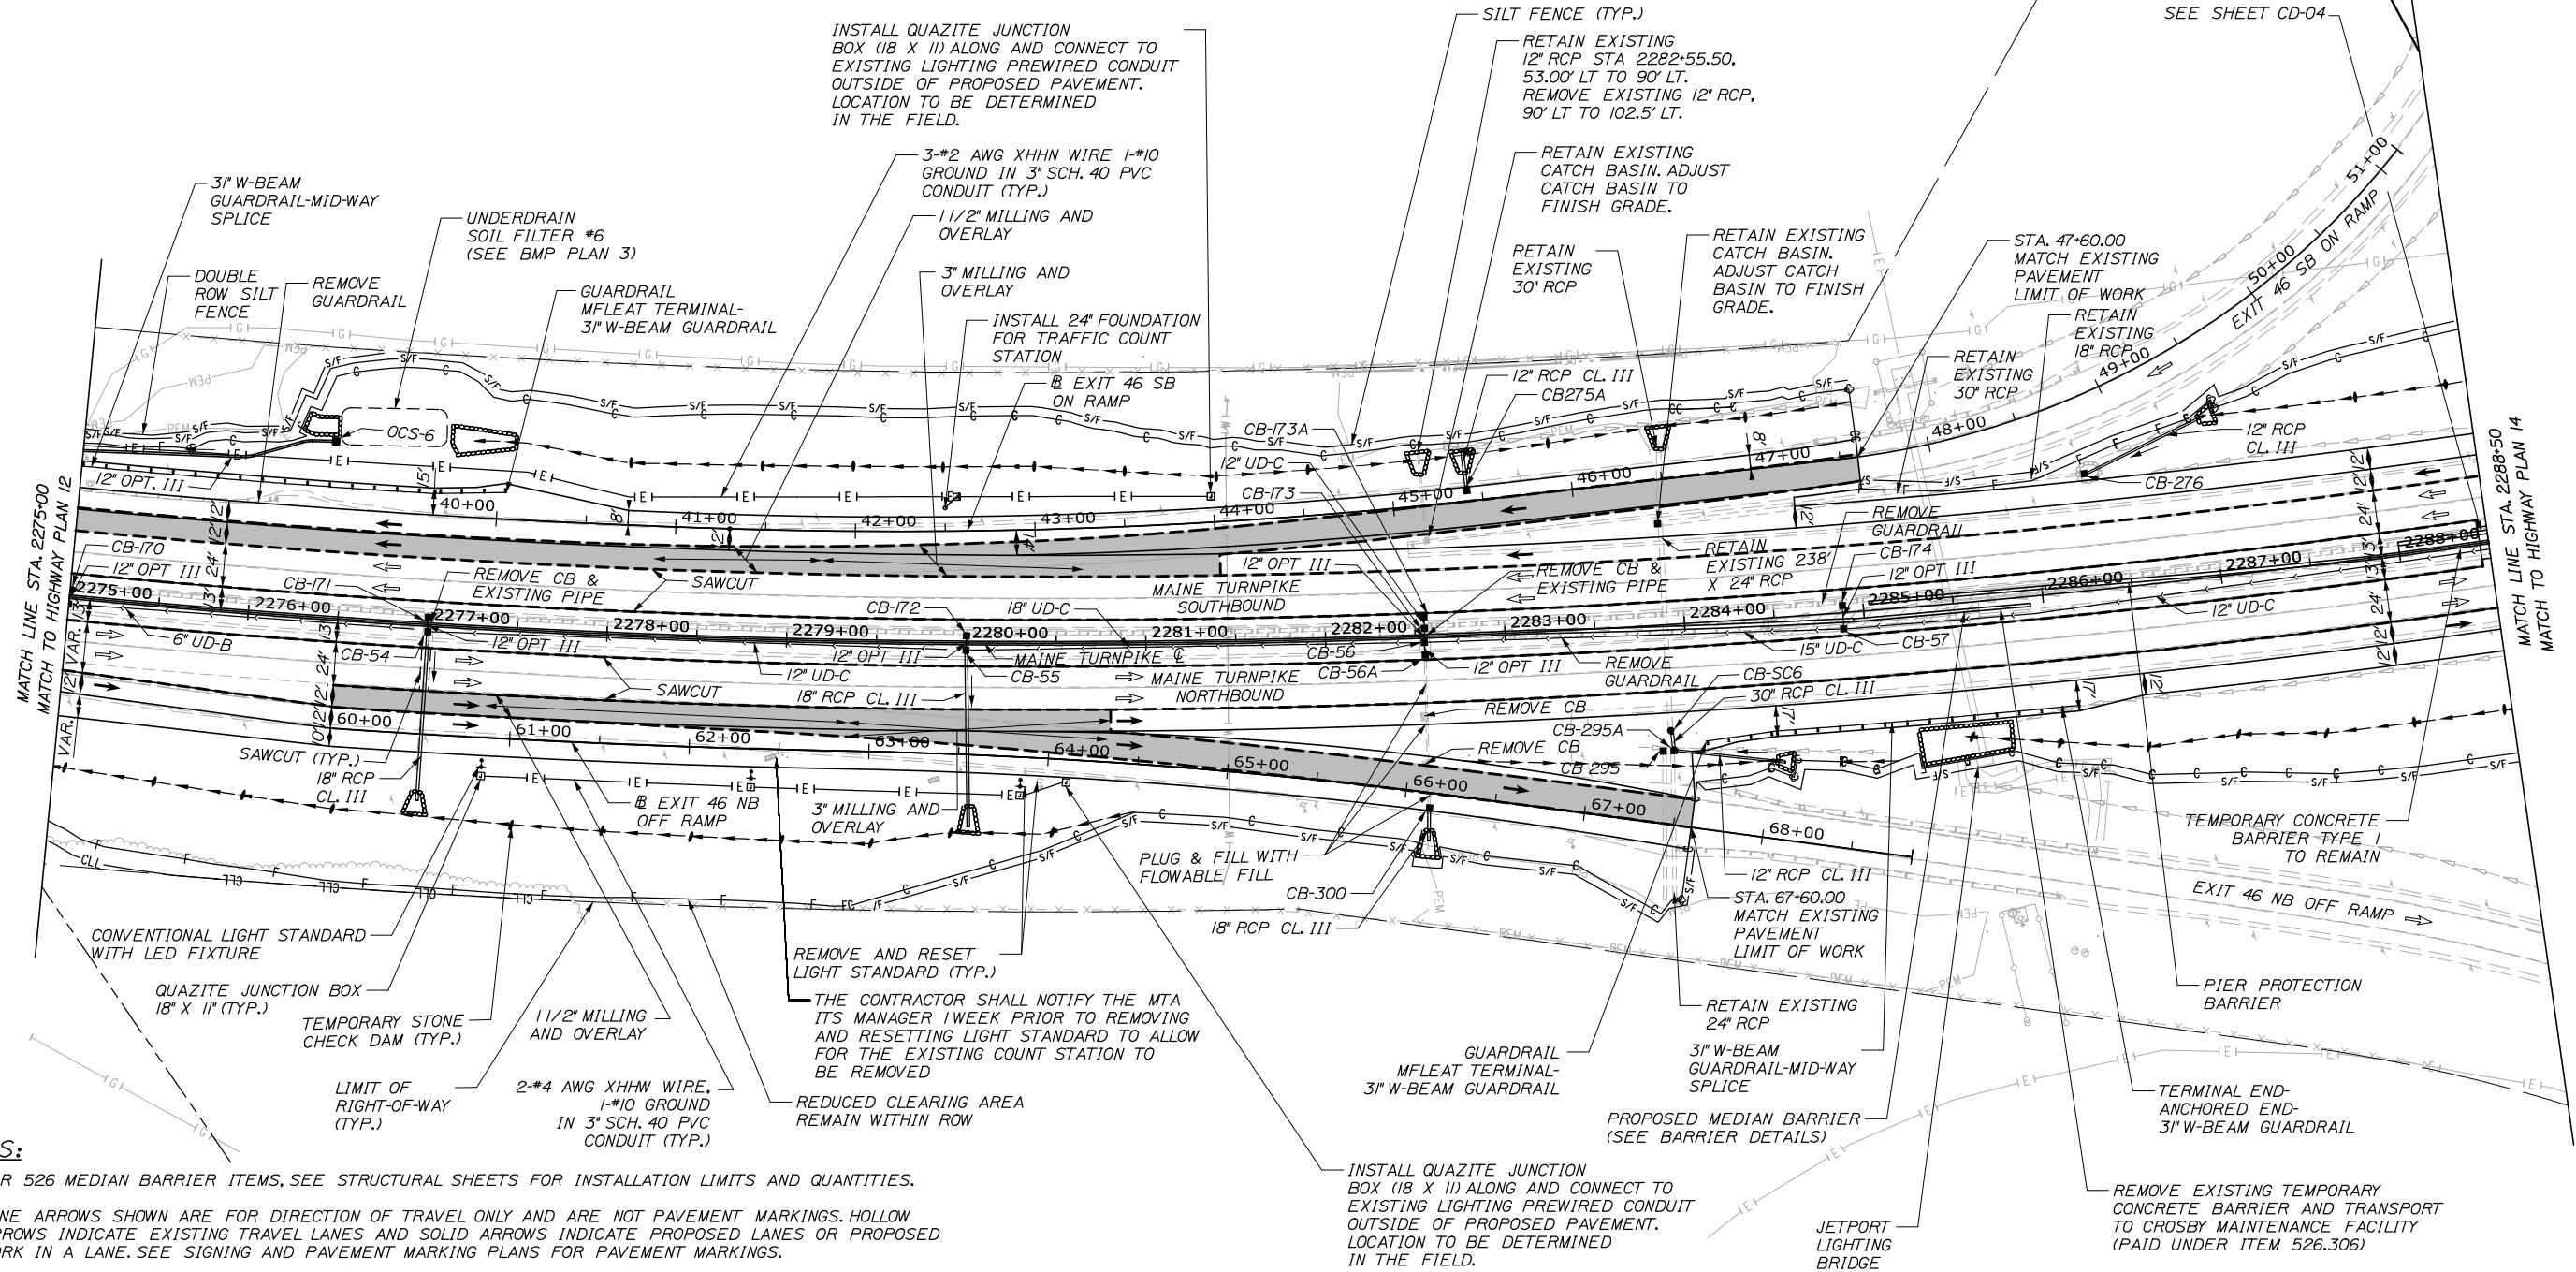 SEE SHEET CD-04
SILT FENCE (TYP.)
INSTALL QUAZITE JUNCTION
BOX (18 X 11) ALONG AND CONNECT TO
EXISTING LIGHTING PREWIRED CONDUIT
OUTSIDE OF PROPOSED PAVEMENT.
LOCATION TO BE DETERMINED
IN THE FIELD.
RETAIN EXISTING
12" RCP STA 2282+55.50,
53.00' LT TO 90' LT.
REMOVE EXISTING 12" RCP,
90' LT TO 102.5' LT.
3-#2 AWG XHHN WIRE 1-#10
GROUND IN 3" SCH. 40 PVC
CONDUIT (TYP.)
RETAIN EXISTING
CATCH BASIN. ADJUST
CATCH BASIN TO
FINISH GRADE.
31" W-BEAM
GUARDRAIL-MID-WAY
SPLICE
UNDERDRAIN
SOIL FILTER #6
(SEE BMP PLAN 3)
1 1/2" MILLING AND
OVERLAY
RETAIN
EXISTING
30" RCP
RETAIN EXISTING
CATCH BASIN.
ADJUST CATCH
BASIN TO FINISH
GRADE.
STA. 47+60.00
MATCH EXISTING
PAVEMENT
LIMIT OF WORK
DOUBLE
ROW SILT
FENCE
REMOVE
GUARDRAIL
GUARDRAIL
MFLEAT TERMINAL-
31" W-BEAM GUARDRAIL
3" MILLING AND
OVERLAY
INSTALL 24" FOUNDATION
FOR TRAFFIC COUNT
STATION
RETAIN
EXISTING
18" RCP
RETAIN
EXISTING
30" RCP
EXIT 46 SB ON RAMP
51+00
50+00
49+00
48+00
47+00
46+00
45+00
44+00
43+00
42+00
41+00
40+00
℄ EXIT 46 SB
ON RAMP
12" RCP CL. III
CB275A
CB-173A
12" UD-C
CB-173
OCS-6
12" OPT. III
12" RCP
CL. III
CB-276
MATCH LINE STA. 2275+00
MATCH TO HIGHWAY PLAN 12
MATCH LINE STA. 2288+50
MATCH TO HIGHWAY PLAN 14
CB-170
12" OPT III
CB-171
REMOVE CB &
EXISTING PIPE
SAWCUT
MAINE TURNPIKE
SOUTHBOUND
12" OPT III
REMOVE CB &
EXISTING PIPE
RETAIN
EXISTING 238'
X 24" RCP
REMOVE
GUARDRAIL
CB-174
12" OPT III
2275+00
2276+00
2277+00
2278+00
2279+00
2280+00
2281+00
2282+00
2283+00
2284+00
2285+00
2286+00
2287+00
2288+00
6" UD-B
CB-54
12" OPT III
CB-172
18" UD-C
12" OPT III
12" UD-C
MAINE TURNPIKE ℄
CB-55
CB-56
CB-56A
12" OPT III
REMOVE
GUARDRAIL
15" UD-C
CB-57
12" UD-C
SAWCUT
18" RCP CL. III
MAINE TURNPIKE
NORTHBOUND
REMOVE CB
CB-SC6
30" RCP CL. III
CB-295A
CB-295
REMOVE CB
60+00
61+00
62+00
63+00
64+00
65+00
66+00
67+00
68+00
SAWCUT (TYP.)
18" RCP
CL. III
℄ EXIT 46 NB
OFF RAMP
3" MILLING AND
OVERLAY
PLUG & FILL WITH
FLOWABLE FILL
CB-300
18" RCP CL. III
12" RCP CL. III
STA. 67+60.00
MATCH EXISTING
PAVEMENT
LIMIT OF WORK
TEMPORARY CONCRETE
BARRIER TYPE 1
TO REMAIN
EXIT 46 NB OFF RAMP
PIER PROTECTION
BARRIER
CONVENTIONAL LIGHT STANDARD
WITH LED FIXTURE
QUAZITE JUNCTION BOX
18" X 11" (TYP.)
TEMPORARY STONE
CHECK DAM (TYP.)
LIMIT OF
RIGHT-OF-WAY
(TYP.)
1 1/2" MILLING
AND OVERLAY
2-#4 AWG XHHW WIRE,
1-#10 GROUND
IN 3" SCH. 40 PVC
CONDUIT (TYP.)
REMOVE AND RESET
LIGHT STANDARD (TYP.)
THE CONTRACTOR SHALL NOTIFY THE MTA
ITS MANAGER 1 WEEK PRIOR TO REMOVING
AND RESETTING LIGHT STANDARD TO ALLOW
FOR THE EXISTING COUNT STATION TO
BE REMOVED
REDUCED CLEARING AREA
REMAIN WITHIN ROW
RETAIN EXISTING
24" RCP
GUARDRAIL
MFLEAT TERMINAL-
31" W-BEAM GUARDRAIL
31" W-BEAM
GUARDRAIL-MID-WAY
SPLICE
PROPOSED MEDIAN BARRIER
(SEE BARRIER DETAILS)
TERMINAL END-
ANCHORED END-
31" W-BEAM GUARDRAIL
INSTALL QUAZITE JUNCTION
BOX (18 X 11) ALONG AND CONNECT TO
EXISTING LIGHTING PREWIRED CONDUIT
OUTSIDE OF PROPOSED PAVEMENT.
LOCATION TO BE DETERMINED
IN THE FIELD.
JETPORT
LIGHTING
BRIDGE
REMOVE EXISTING TEMPORARY
CONCRETE BARRIER AND TRANSPORT
TO CROSBY MAINTENANCE FACILITY
(PAID UNDER ITEM 526.306)
S:
R 526 MEDIAN BARRIER ITEMS, SEE STRUCTURAL SHEETS FOR INSTALLATION LIMITS AND QUANTITIES.
NE ARROWS SHOWN ARE FOR DIRECTION OF TRAVEL ONLY AND ARE NOT PAVEMENT MARKINGS. HOLLOW
ROWS INDICATE EXISTING TRAVEL LANES AND SOLID ARROWS INDICATE PROPOSED LANES OR PROPOSED
RK IN A LANE. SEE SIGNING AND PAVEMENT MARKING PLANS FOR PAVEMENT MARKINGS.